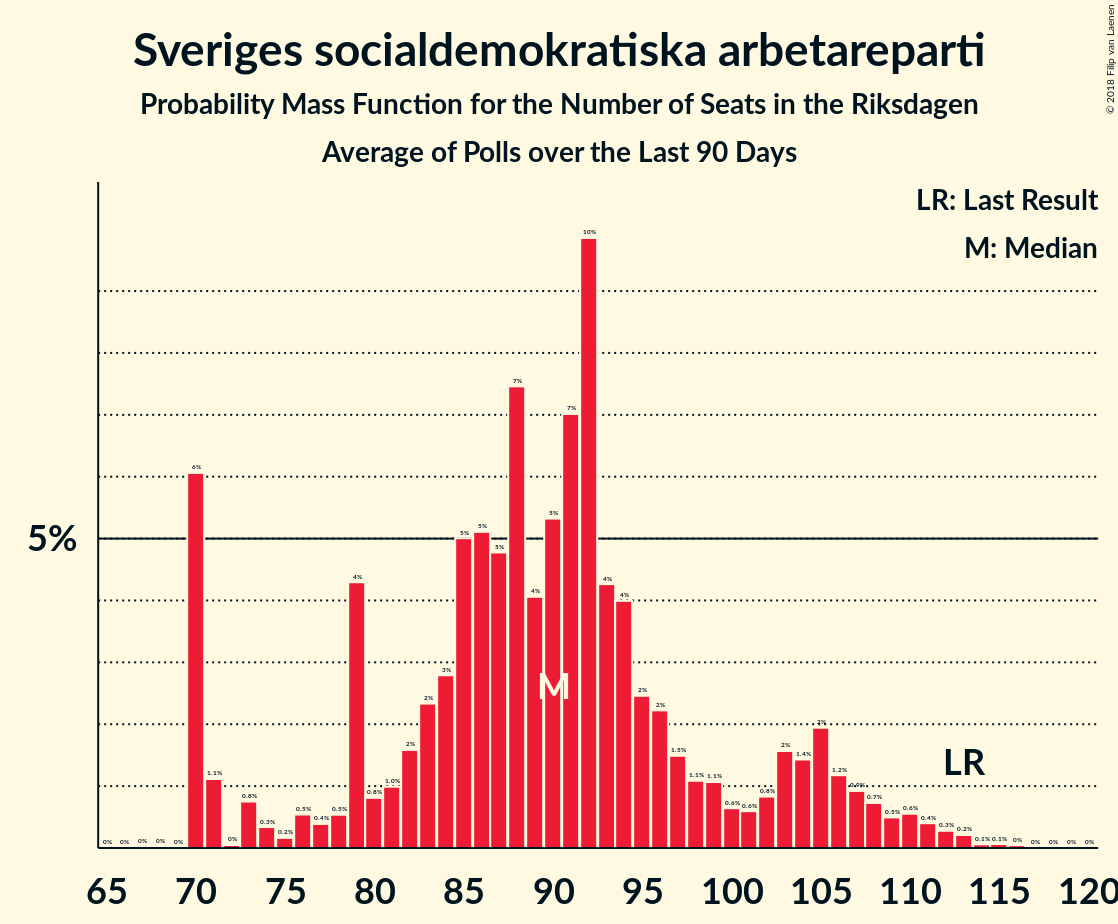 Sveriges socialdemokratiska arbetareparti
Probability Mass Function for the Number of Seats in the Riksdagen
Average of Polls over the Last 90 Days
© 2018 Filip van Laenen
LR: Last Result
M: Median
5%
0% 0% 0% 0% 0% 6% 1.1% 0% 0.8% 0.3% 0.2% 0.5% 0.4% 0.5% 4% 0.8% 1.0% 2% 2% 3% 5% 5% 5% 7% 4% 5% 7% 10% 4% 4% 2% 2% 1.5% 1.1% 1.1% 0.6% 0.6% 0.8% 2% 1.4% 2% 1.2% 0.9% 0.7% 0.5% 0.6% 0.4% 0.3% 0.2% 0.1% 0.1% 0% 0% 0% 0% 0%
M
LR
65 70 75 80 85 90 95 100 105 110 115 120